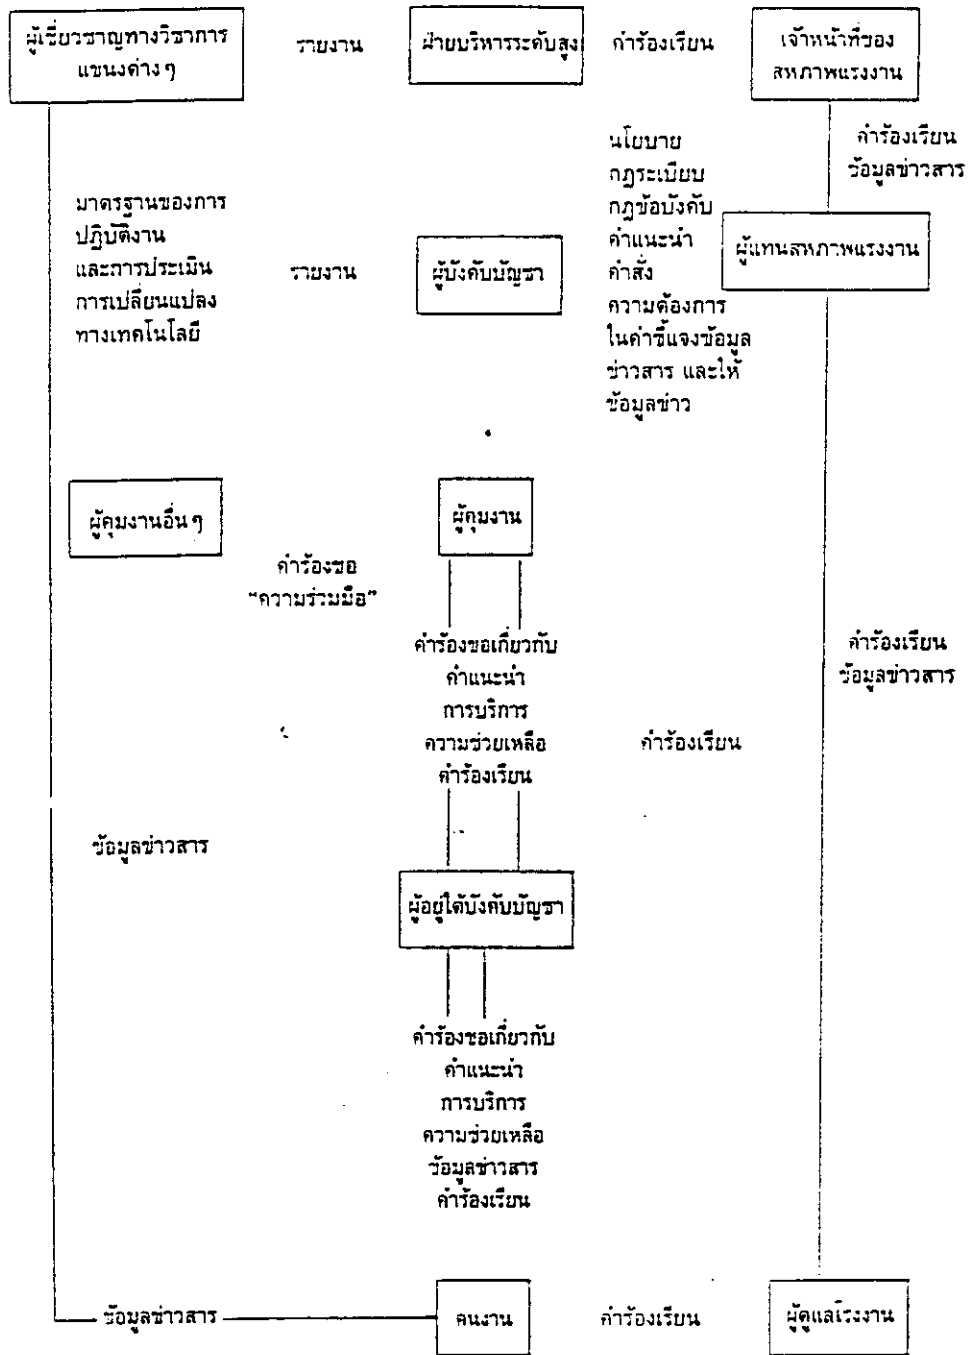 ผู้เชี่ยวชาญทางวิชาการ
แขนงต่าง ๆ
รายงาน
ฝ่ายบริหารระดับสูง
คำร้องเรียน
เจ้าหน้าที่ของ
สหภาพแรงงาน
คำร้องเรียน
ข้อมูลข่าวสาร
มาตรฐานของการ
ปฏิบัติงาน
และการประเมิน
การเปลี่ยนแปลง
ทางเทคโนโลยี
รายงาน
ผู้บังคับบัญชา
นโยบาย
กฎระเบียบ
กฎข้อบังคับ
คำแนะนำ
คำสั่ง
ความต้องการ
ในคำชี้แจงข้อมูล
ข่าวสาร และให้
ข้อมูลข่าว
ผู้แทนสหภาพแรงงาน
ผู้คุมงานอื่น ๆ
ผู้คุมงาน
คำร้องขอ
"ความร่วมมือ"
คำร้องขอเกี่ยวกับ
คำแนะนำ
การบริการ
ความช่วยเหลือ
คำร้องเรียน
คำร้องเรียน
คำร้องเรียน
ข้อมูลข่าวสาร
ข้อมูลข่าวสาร
ผู้อยู่ใต้บังคับบัญชา
คำร้องขอเกี่ยวกับ
คำแนะนำ
การบริการ
ความช่วยเหลือ
ข้อมูลข่าวสาร
คำร้องเรียน
ข้อมูลข่าวสาร
คนงาน
คำร้องเรียน
ผู้ดูแลโรงงาน